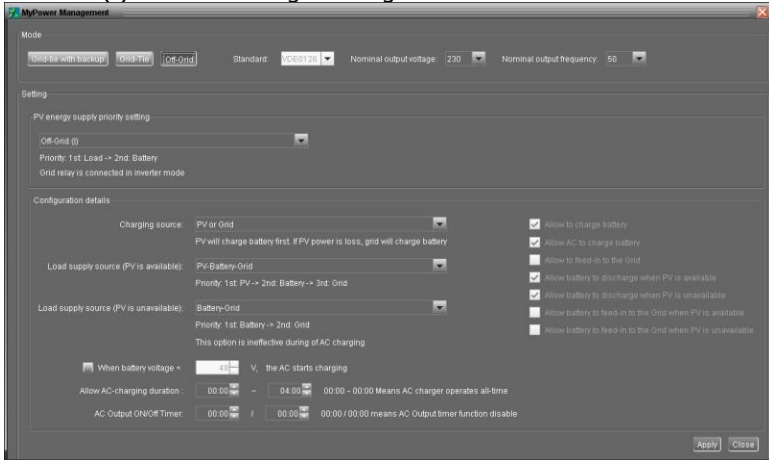 MyPower Management
Mode
Grid-tie with backup Grid-Tie Off-Grid Standard: VDE0126 Nominal output voltage: 230 Nominal output frequency: 50
Setting
PV energy supply priority setting
Off-Grid (I)
Priority: 1st: Load -> 2nd: Battery
Grid relay is connected in inverter mode
Configuration details
Charging source: PV or Grid
PV will charge battery first. If PV power is loss, grid will charge battery
Load supply source (PV is available): PV-Battery-Grid
Priority: 1st: PV -> 2nd: Battery -> 3rd: Grid
Load supply source (PV is unavailable): Battery-Grid
Priority: 1st: Battery -> 2nd: Grid
This option is ineffective during of AC charging
Allow to charge battery
Allow AC to charge battery
Allow to feed-in to the Grid
Allow battery to discharge when PV is available
Allow battery to discharge when PV is unavailable
Allow battery to feed-in to the Grid when PV is available
Allow battery to feed-in to the Grid when PV is unavailable
When battery voltage < 48 V, the AC starts charging
Allow AC-charging duration : 00:00 – 04:00 00:00 - 00:00 Means AC charger operates all-time
AC Output ON/Off Timer: 00:00 / 00:00 00:00 / 00:00 means AC Output timer function disable
Apply Close